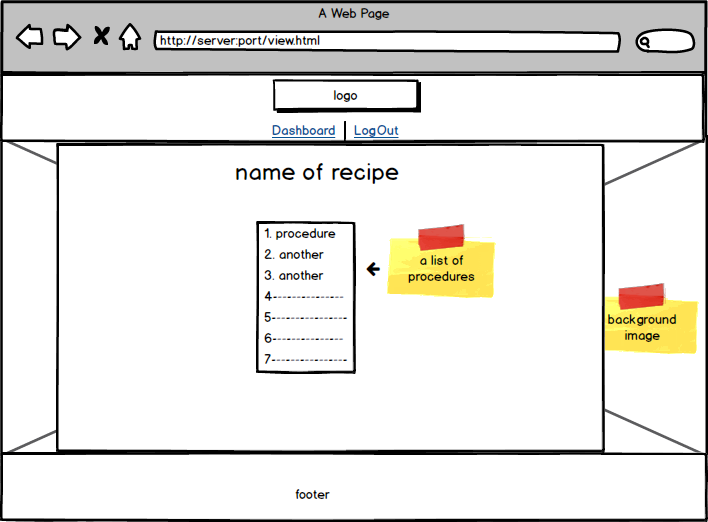 A Web Page
http://server:port/view.html
logo
Dashboard | LogOut
name of recipe
1. procedure
2. another
3. another
4---------------
5----------------
6---------------
7----------------
a list of
procedures
background
image
footer